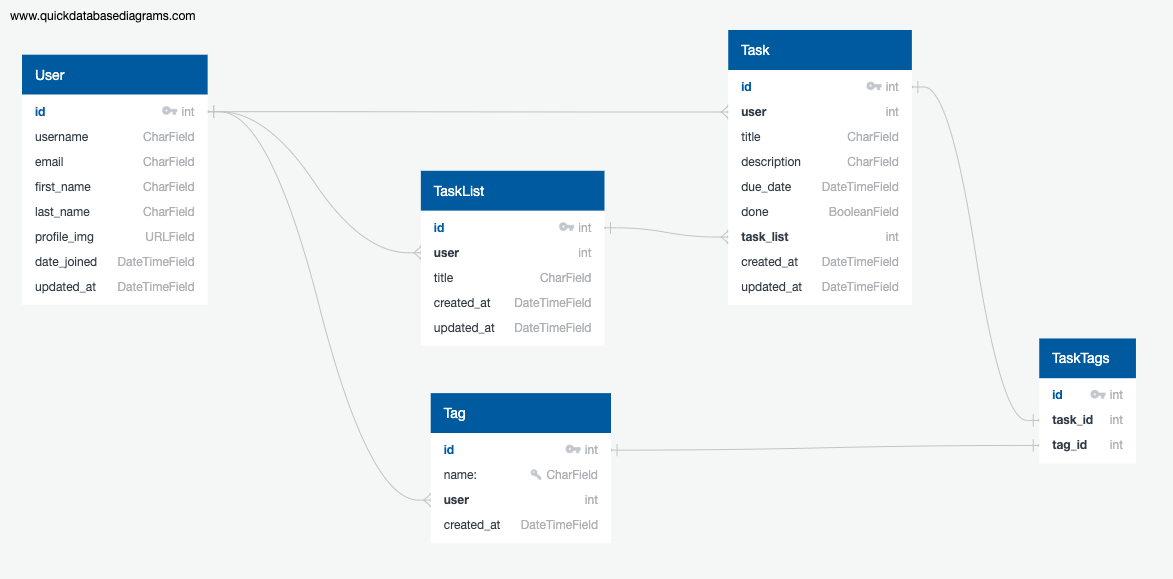 www.quickdatabasediagrams.com
User
id int
username CharField
email CharField
first_name CharField
last_name CharField
profile_img URLField
date_joined DateTimeField
updated_at DateTimeField
TaskList
id int
user int
title CharField
created_at DateTimeField
updated_at DateTimeField
Tag
id int
name: CharField
user int
created_at DateTimeField
Task
id int
user int
title CharField
description CharField
due_date DateTimeField
done BooleanField
task_list int
created_at DateTimeField
updated_at DateTimeField
TaskTags
id int
task_id int
tag_id int